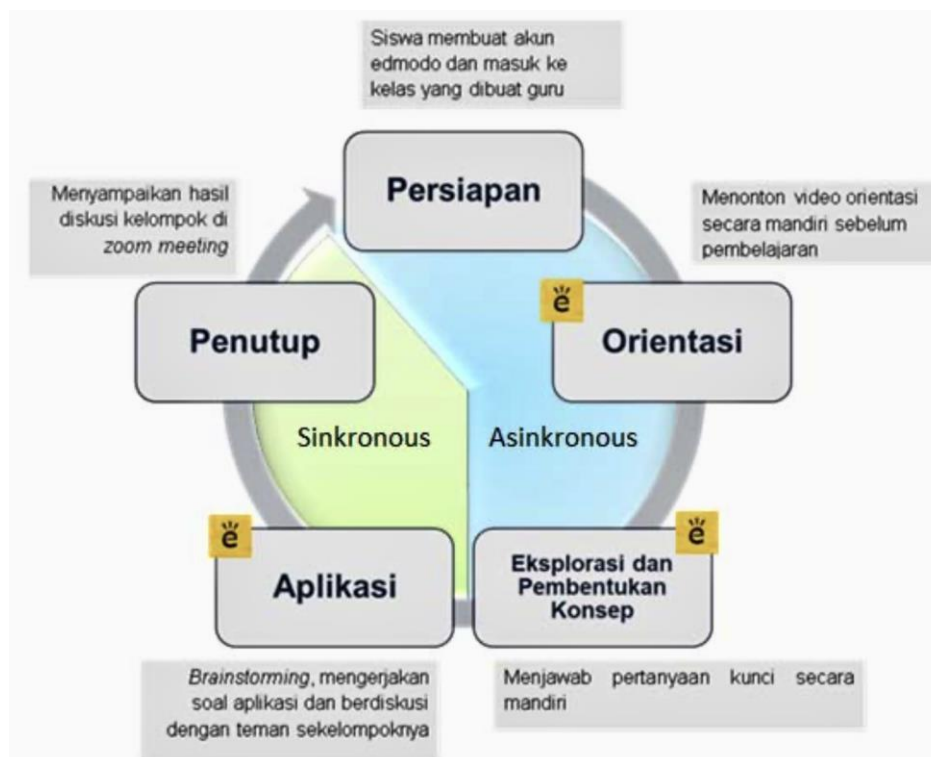 Siswa membuat akun
edmodo dan masuk ke
kelas yang dibuat guru
Persiapan
Menonton video orientasi
secara mandiri sebelum
pembelajaran
Orientasi
Asinkronous
Eksplorasi dan
Pembentukan
Konsep
Menjawab pertanyaan kunci secara
mandiri
Aplikasi
Brainstorming, mengerjakan
soal aplikasi dan berdiskusi
dengan teman sekelompoknya
Sinkronous
Penutup
Menyampaikan hasil
diskusi kelompok di
zoom meeting
ë
ë
ë